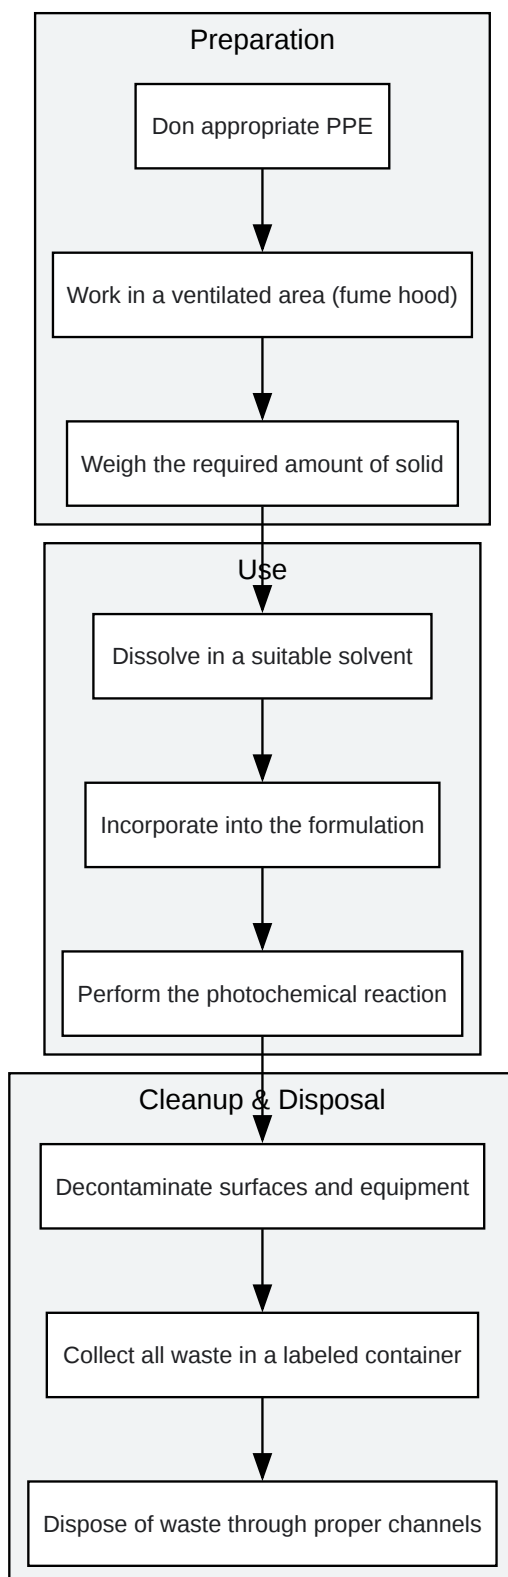 Preparation
Don appropriate PPE
Work in a ventilated area (fume hood)
Weigh the required amount of solid
Use
Dissolve in a suitable solvent
Incorporate into the formulation
Perform the photochemical reaction
Cleanup & Disposal
Decontaminate surfaces and equipment
Collect all waste in a labeled container
Dispose of waste through proper channels